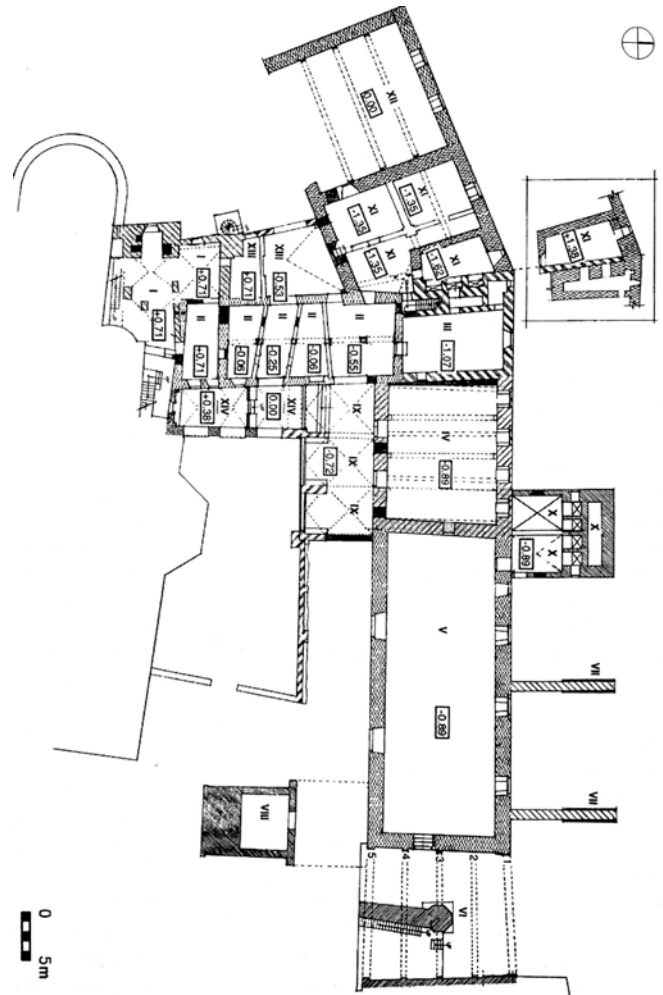 XII
0.00
XI
-1.35
XI
-1.35
XI
-1.35
XI
-1.62
XI
+1.38
XIII
+0.71
XIII
+0.53
I
+0.71
I
+0.71
II
+0.71
II
+0.06
II
-0.25
II
0.06
II
-0.55
III
-1.07
XIV
+0.38
XIV
0.00
IX
IX
-0.72
IX
IV
-0.89
X
X
X
-0.89
V
-0.89
VII
VII
VIII
5
4
3
2
1
VI
0
5m